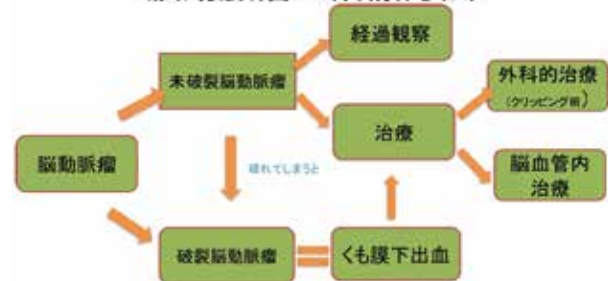 経過観察
未破裂脳動脈瘤
外科的治療
(クリッピング術)
治療
脳動脈瘤
破れてしまうと
脳血管内
治療
破裂脳動脈瘤
くも膜下出血